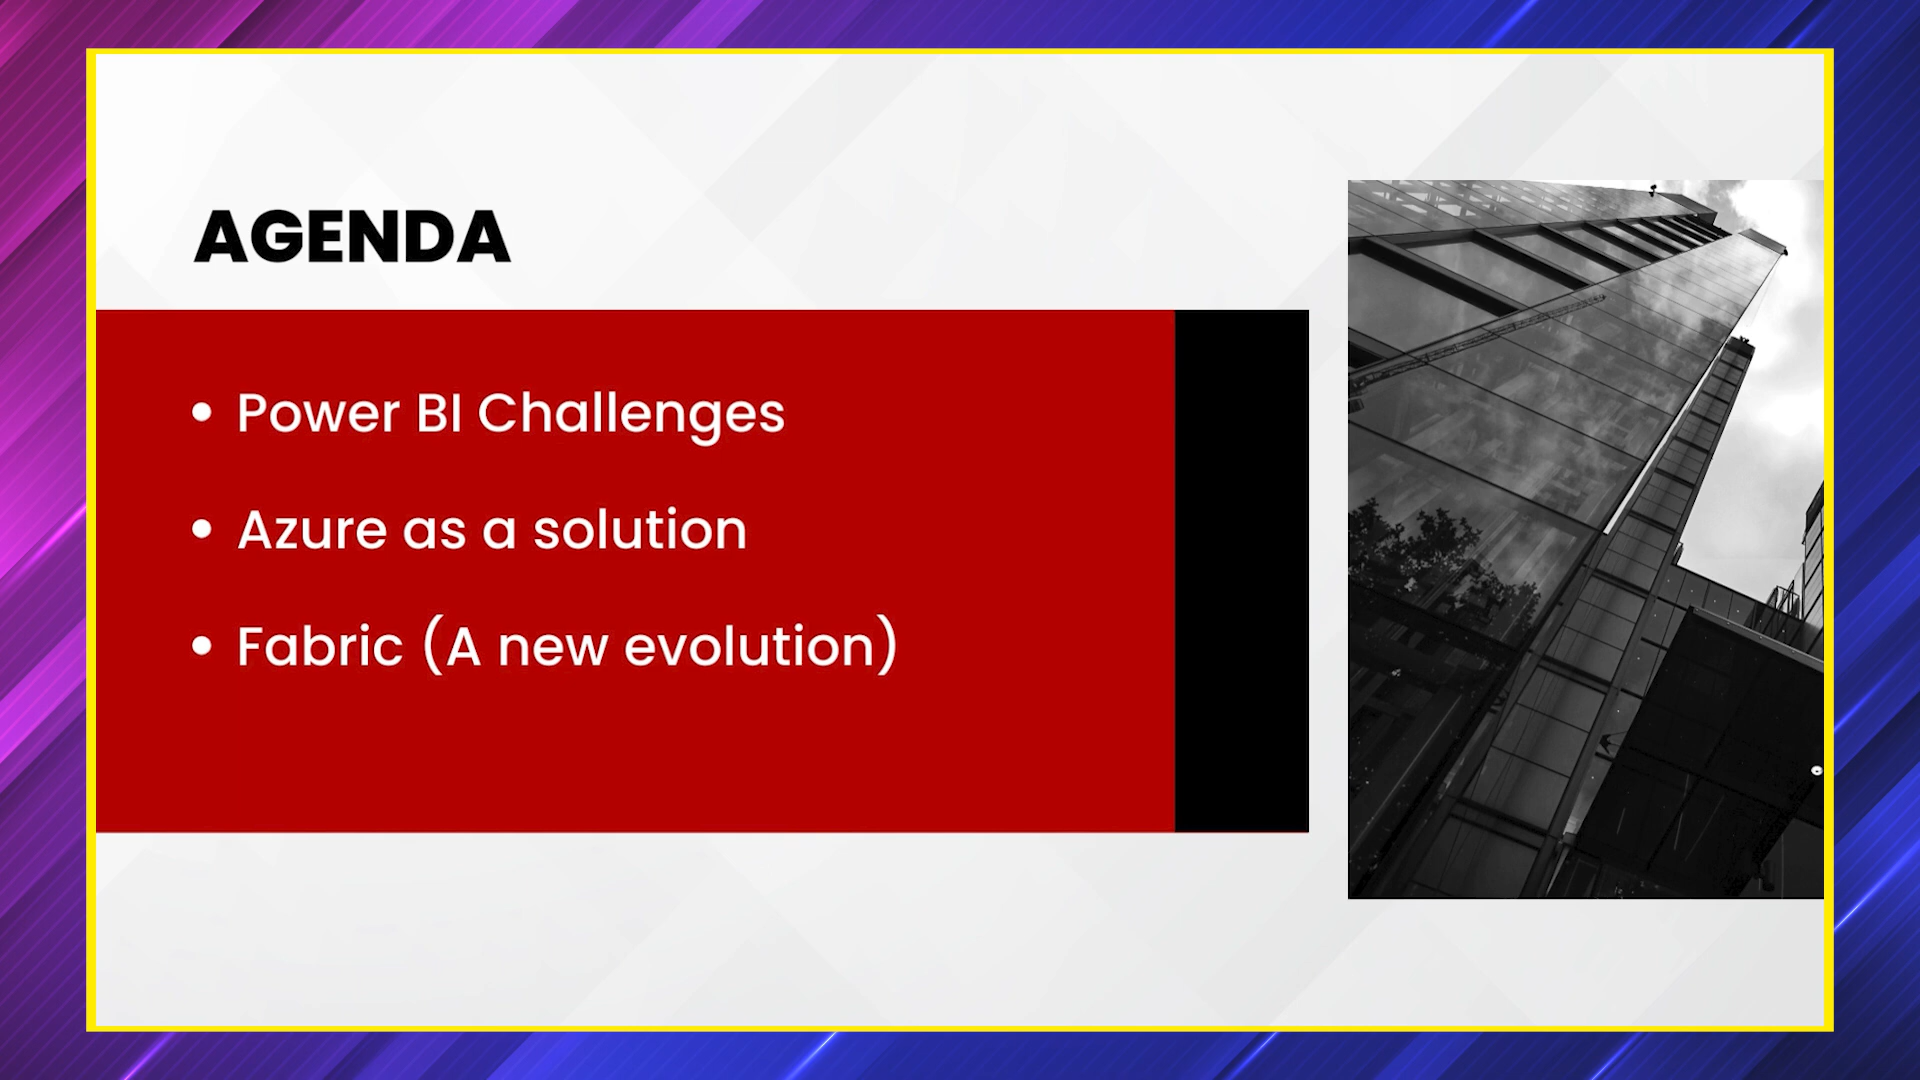 AGENDA
• Power BI Challenges
• Azure as a solution
• Fabric (A new evolution)